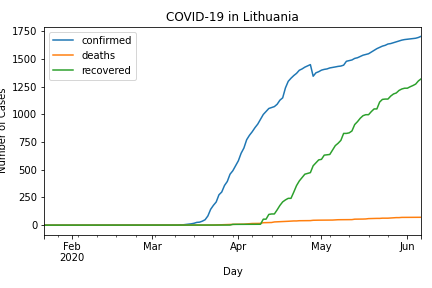 COVID-19 in Lithuania
confirmed
deaths
recovered
1750
1500
1250
1000
750
500
250
0
Number of Cases
Feb
2020
Mar
Apr
May
Jun
Day